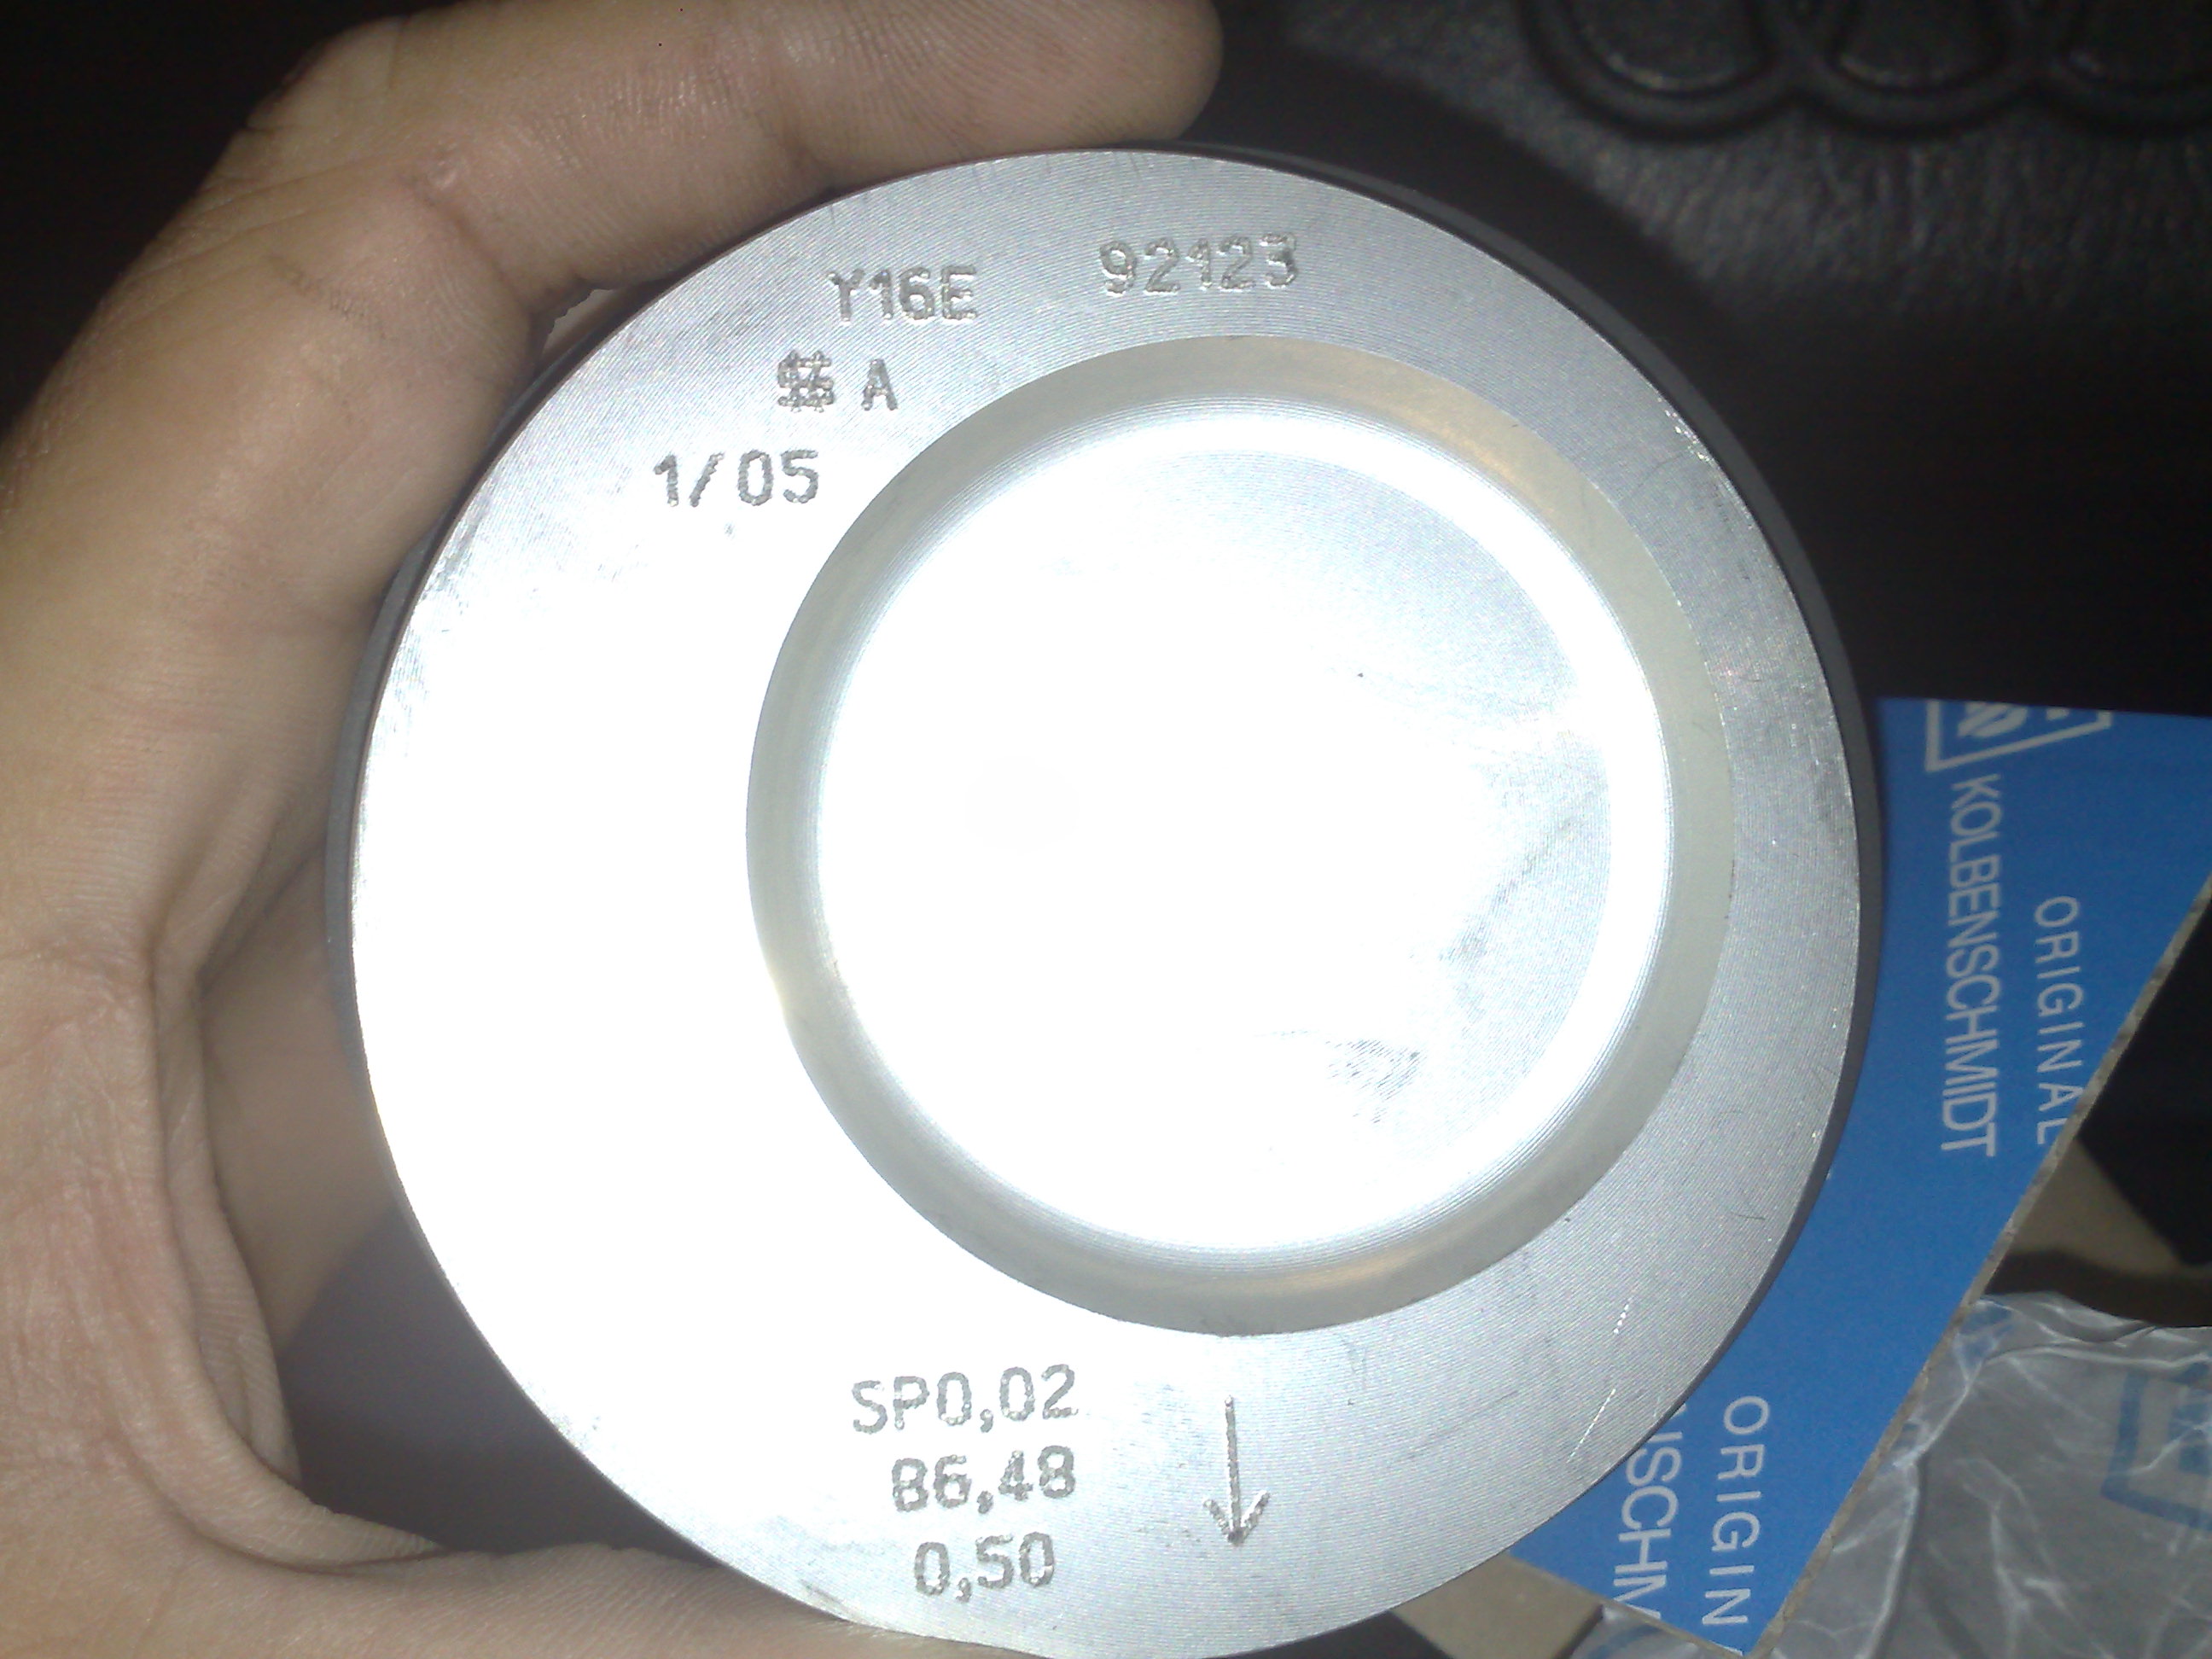 Y16E 92123
A
1/05
SP0,02
86,48
0,50
KOLBENSCHMIDT
ORIGINAL
ORIGIN